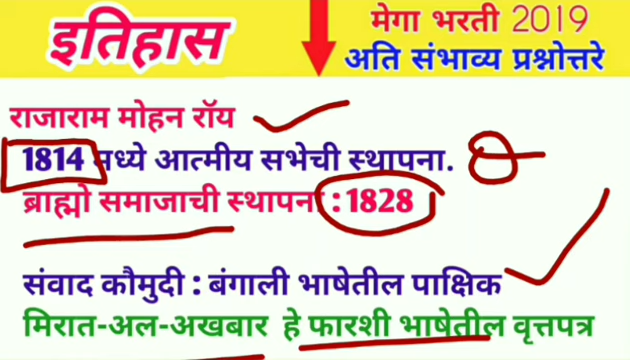 इतिहास
मेगा भरती 2019
अति संभाव्य प्रश्नोत्तरे
राजाराम मोहन रॉय
1814 मध्ये आत्मीय सभेची स्थापना.
ब्राह्मो समाजाची स्थापना : 1828
संवाद कौमुदी : बंगाली भाषेतील पाक्षिक
मिरात-अल-अखबार हे फारशी भाषेतील वृत्तपत्र